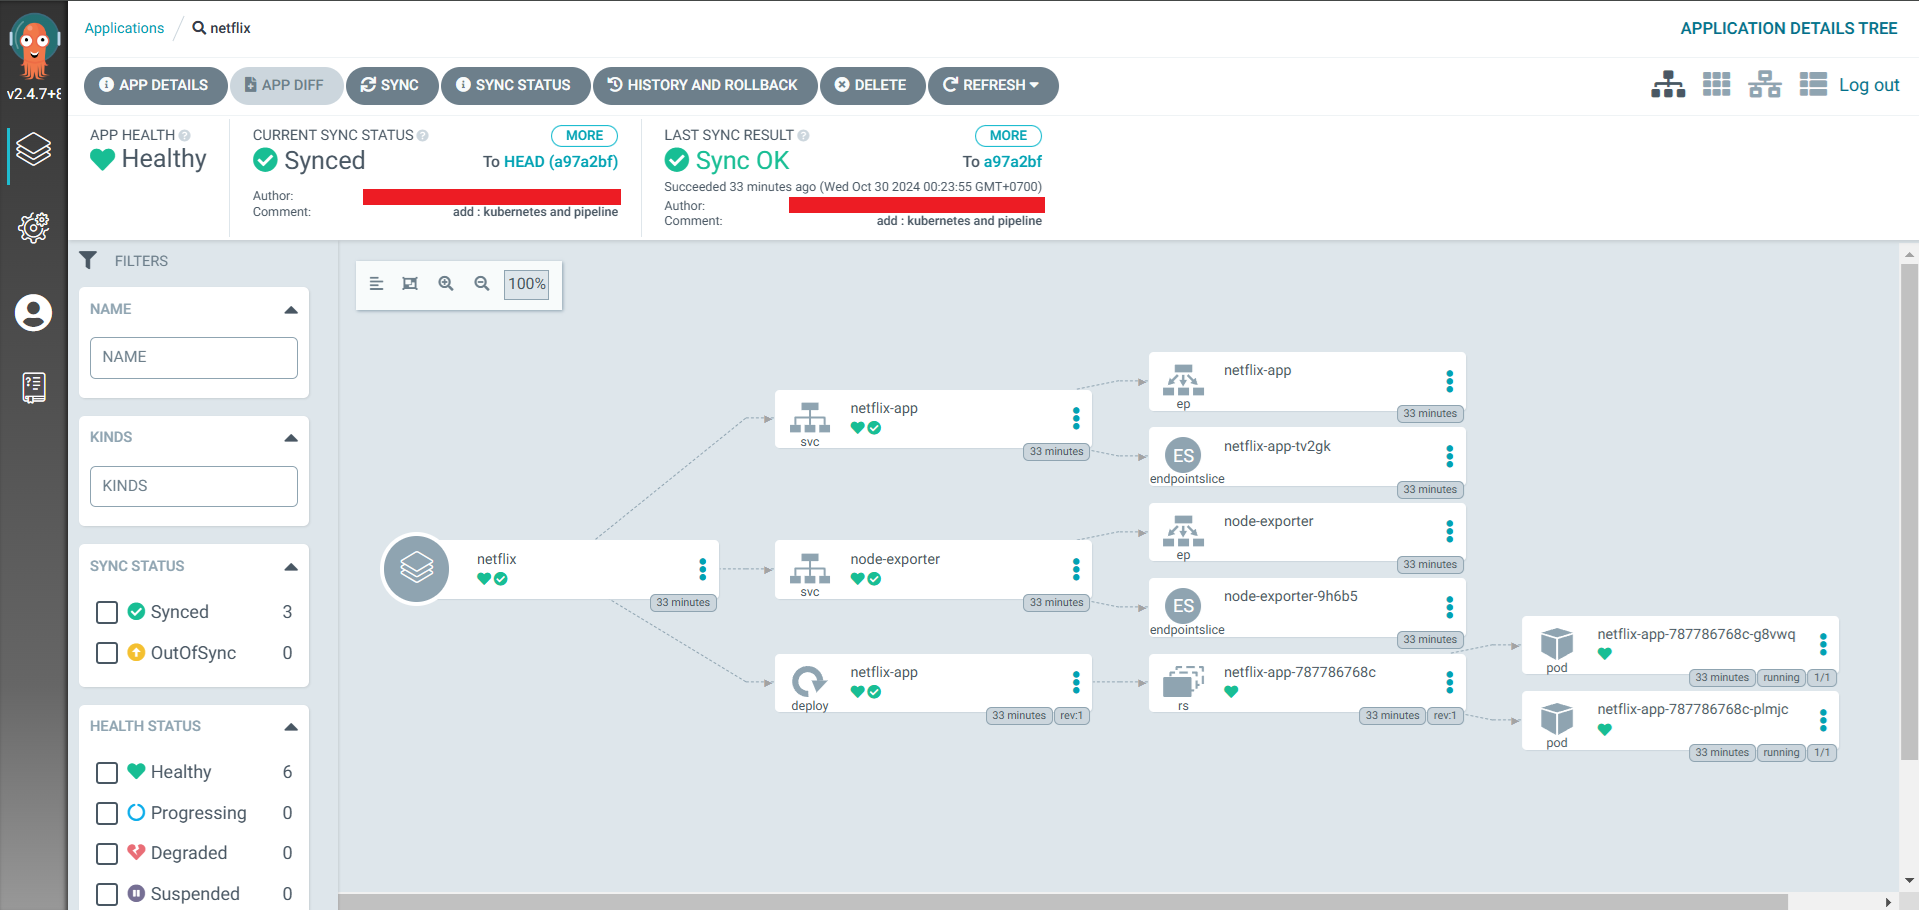 Applications / netflix
APPLICATION DETAILS TREE
v2.4.7+8
APP DETAILS
APP DIFF
SYNC
SYNC STATUS
HISTORY AND ROLLBACK
DELETE
REFRESH
Log out
APP HEALTH
Healthy
CURRENT SYNC STATUS
MORE
Synced
To HEAD (a97a2bf)
Author:
Comment: add : kubernetes and pipeline
LAST SYNC RESULT
MORE
Sync OK
To a97a2bf
Succeeded 33 minutes ago (Wed Oct 30 2024 00:23:55 GMT+0700)
Author:
Comment: add : kubernetes and pipeline
FILTERS
NAME
NAME
KINDS
KINDS
SYNC STATUS
Synced 3
OutOfSync 0
HEALTH STATUS
Healthy 6
Progressing 0
Degraded 0
Suspended 0
100%
netflix
33 minutes
netflix-app
svc
33 minutes
node-exporter
svc
33 minutes
netflix-app
deploy
33 minutes rev:1
netflix-app
ep
33 minutes
ES
netflix-app-tv2gk
endpointslice
33 minutes
node-exporter
ep
33 minutes
ES
node-exporter-9h6b5
endpointslice
33 minutes
netflix-app-787786768c
rs
33 minutes rev:1
netflix-app-787786768c-g8vwq
pod
33 minutes running 1/1
netflix-app-787786768c-plmjc
pod
33 minutes running 1/1